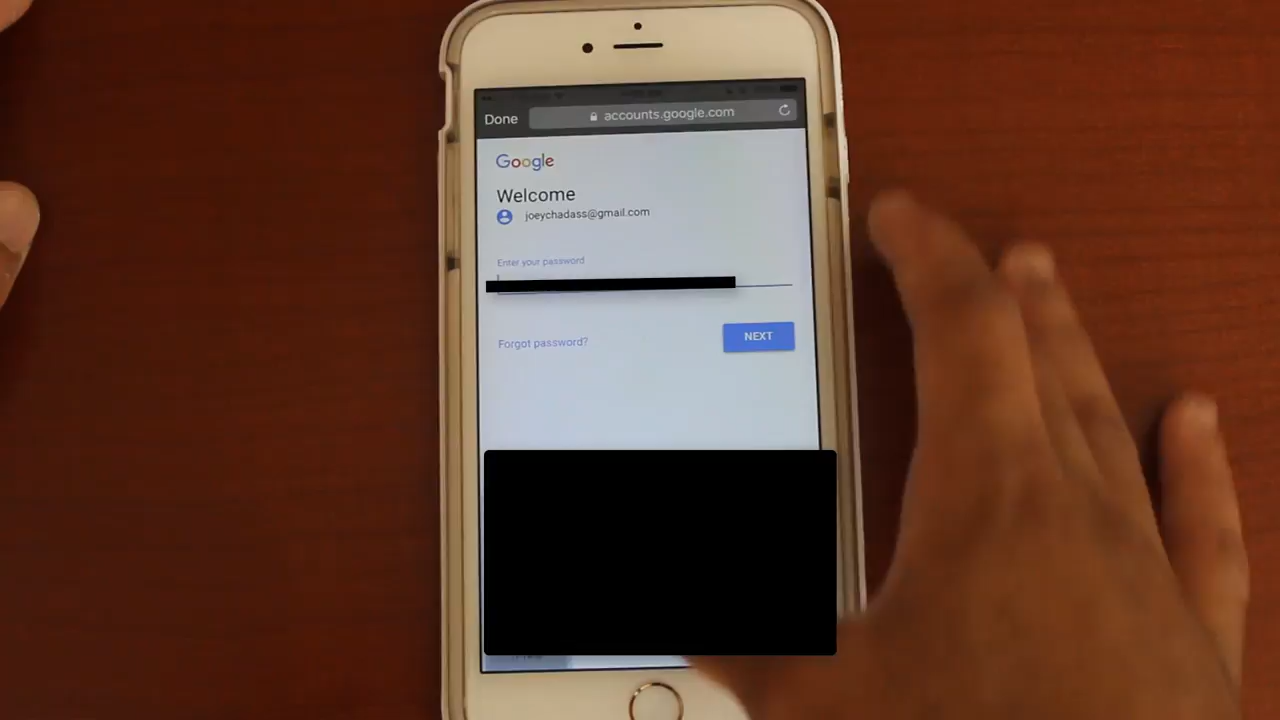 Done accounts.google.com
Google
Welcome
joeychadass@gmail.com
Enter your password
Forgot password? NEXT